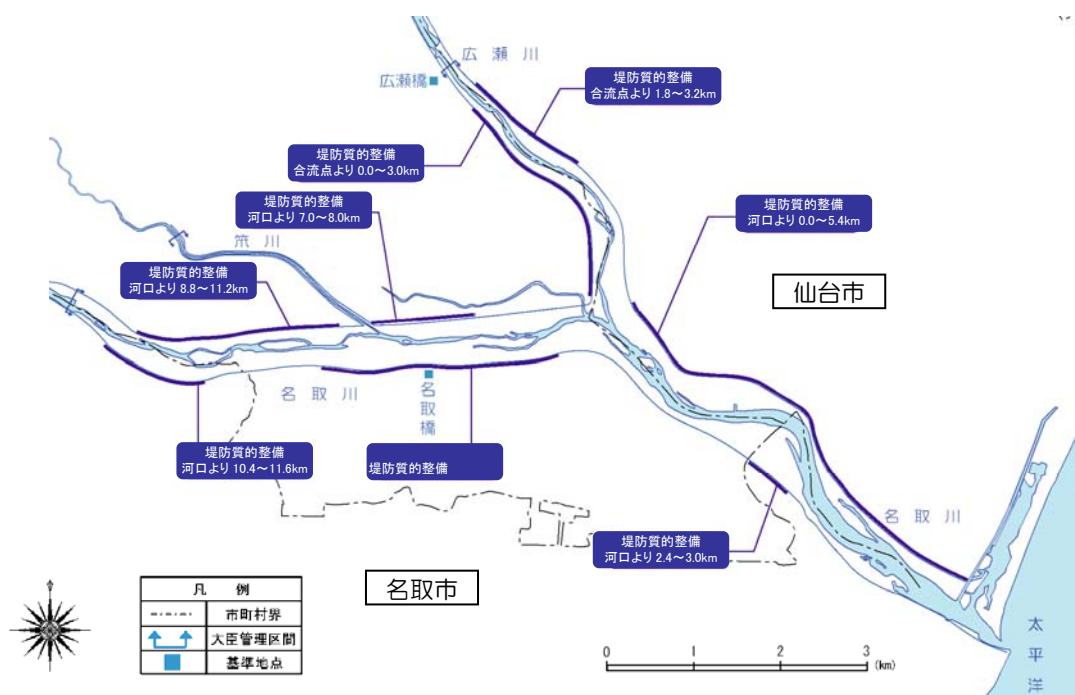 広瀬川
広瀬橋
堤防質的整備
合流点より 1.8～3.2km
堤防質的整備
合流点より 0.0～3.0km
堤防質的整備
河口より 7.0～8.0km
堤防質的整備
河口より 0.0～5.4km
笊川
堤防質的整備
河口より 8.8～11.2km
仙台市
名取川
名取橋
堤防質的整備
河口より 10.4～11.6km
堤防質的整備
名取川
堤防質的整備
河口より 2.4～3.0km
名取市
凡 例
市町村界
大臣管理区間
基準地点
0 1 2 3
(km)
太平洋